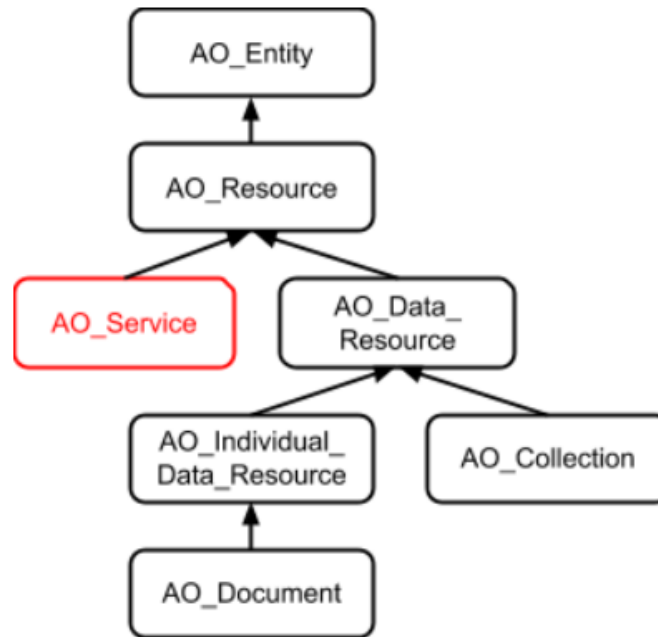 AO_Entity
AO_Resource
AO_Service
AO_Data_
Resource
AO_Individual_
Data_Resource
AO_Collection
AO_Document